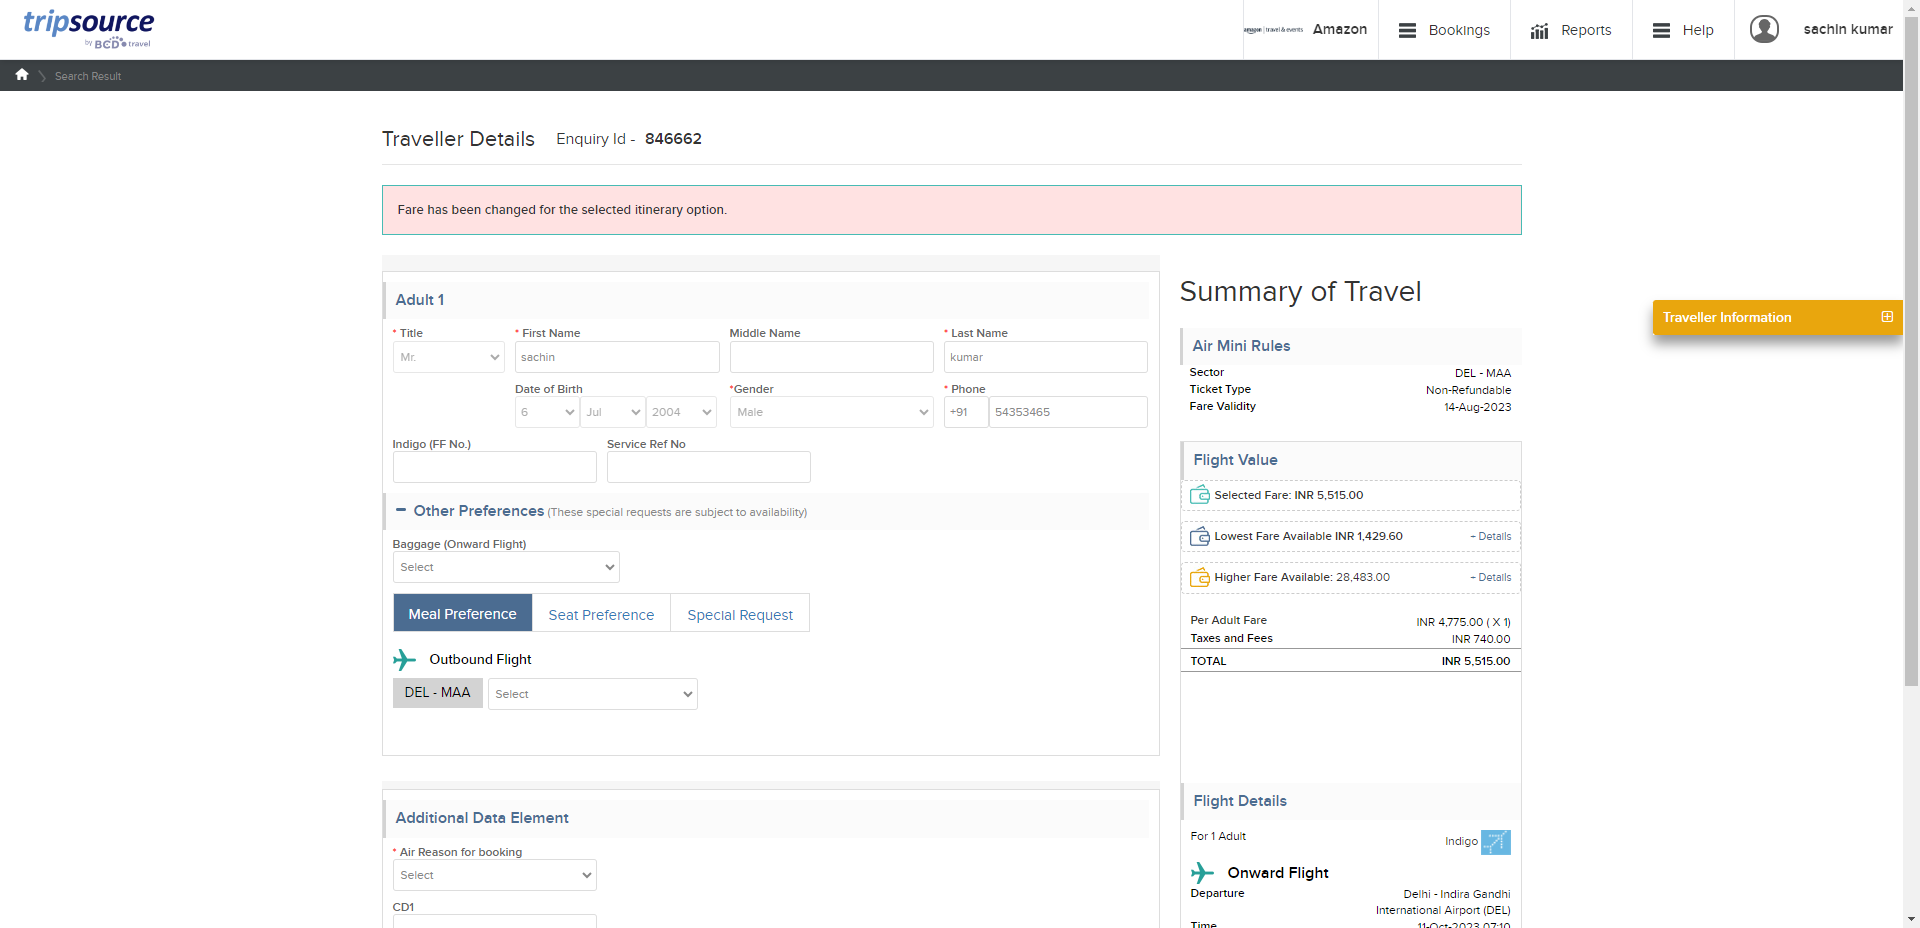 tripsource
by BCD travel
amazon | travel & events
Amazon
Bookings
Reports
Help
sachin kumar
Search Result
Traveller Details
Enquiry Id - 846662
Fare has been changed for the selected itinerary option.
Adult 1
* Title
* First Name
Middle Name
* Last Name
Mr.
sachin
kumar
Date of Birth
*Gender
* Phone
6
Jul
2004
Male
+91
54353465
Indigo (FF No.)
Service Ref No
− Other Preferences (These special requests are subject to availability)
Baggage (Onward Flight)
Select
Meal Preference
Seat Preference
Special Request
Outbound Flight
DEL - MAA
Select
Additional Data Element
* Air Reason for booking
Select
CD1
Summary of Travel
Air Mini Rules
Sector DEL - MAA
Ticket Type Non-Refundable
Fare Validity 14-Aug-2023
Flight Value
Selected Fare: INR 5,515.00
Lowest Fare Available INR 1,429.60 + Details
Higher Fare Available: 28,483.00 + Details
Per Adult Fare INR 4,775.00 ( X 1)
Taxes and Fees INR 740.00
TOTAL INR 5,515.00
Flight Details
For 1 Adult Indigo
Onward Flight
Departure Delhi - Indira Gandhi
International Airport (DEL)
Time 11-Oct-2023 07:10
Traveller Information